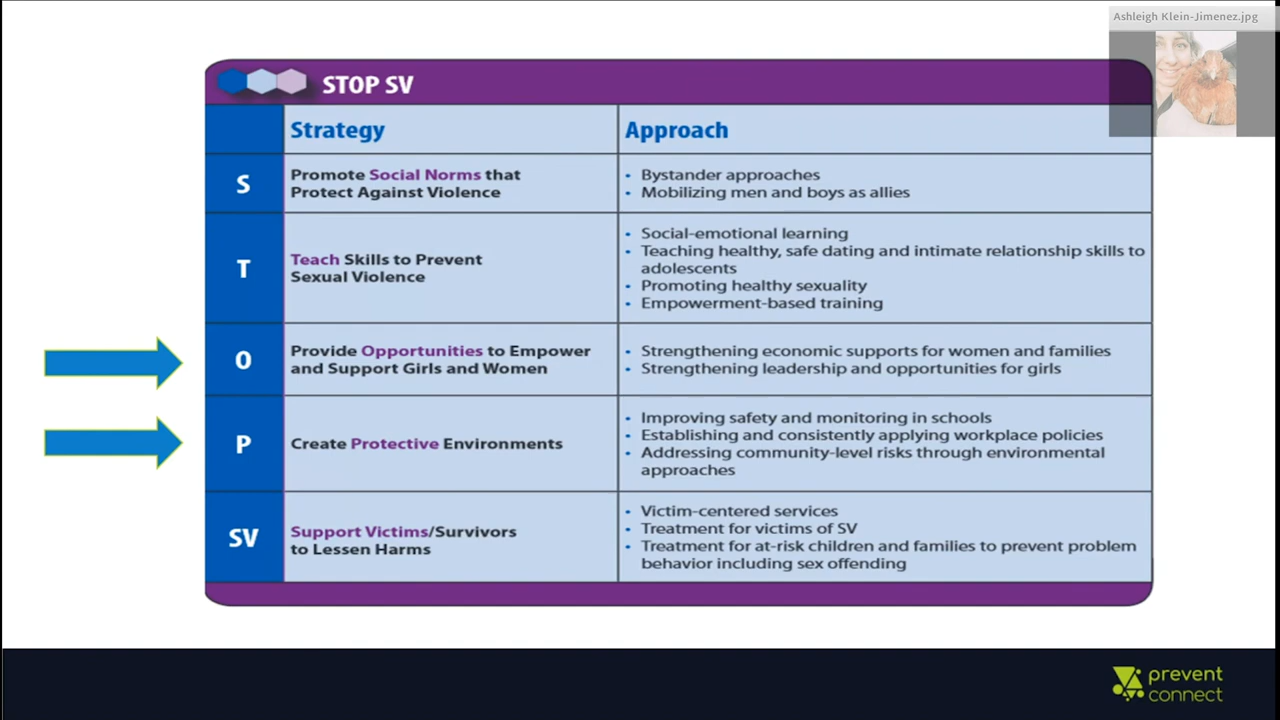 Ashleigh Klein-Jimenez.jpg
STOP SV
Strategy
Approach
S
Promote Social Norms that
Protect Against Violence
• Bystander approaches
• Mobilizing men and boys as allies
T
Teach Skills to Prevent
Sexual Violence
• Social-emotional learning
• Teaching healthy, safe dating and intimate relationship skills to
adolescents
• Promoting healthy sexuality
• Empowerment-based training
O
Provide Opportunities to Empower
and Support Girls and Women
• Strengthening economic supports for women and families
• Strengthening leadership and opportunities for girls
P
Create Protective Environments
• Improving safety and monitoring in schools
• Establishing and consistently applying workplace policies
• Addressing community-level risks through environmental
approaches
SV
Support Victims/Survivors
to Lessen Harms
• Victim-centered services
• Treatment for victims of SV
• Treatment for at-risk children and families to prevent problem
behavior including sex offending
prevent
connect